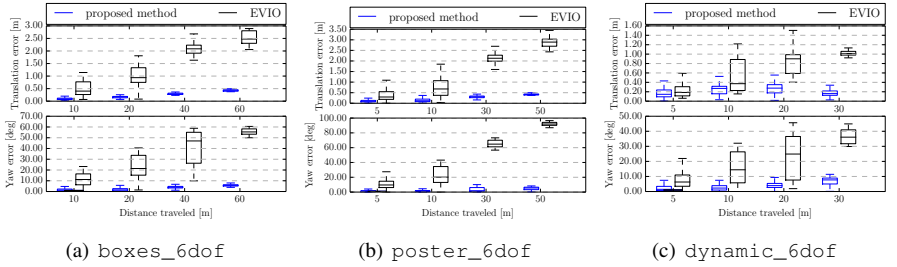 proposed method EVIO
Translation error [m]
3.00
2.50
2.00
1.50
1.00
0.50
0.00
10 20 40 60
Yaw error [deg]
70.00
60.00
50.00
40.00
30.00
20.00
10.00
0.00
10 20 40 60
Distance traveled [m]
(a) boxes_6dof
proposed method EVIO
Translation error [m]
3.50
3.00
2.50
2.00
1.50
1.00
0.50
0.00
5 10 30 50
Yaw error [deg]
100.00
80.00
60.00
40.00
20.00
0.00
5 10 30 50
Distance traveled [m]
(b) poster_6dof
proposed method EVIO
Translation error [m]
1.60
1.40
1.20
1.00
0.80
0.60
0.40
0.20
0.00
5 10 20 30
Yaw error [deg]
50.00
40.00
30.00
20.00
10.00
0.00
5 10 20 30
Distance traveled [m]
(c) dynamic_6dof